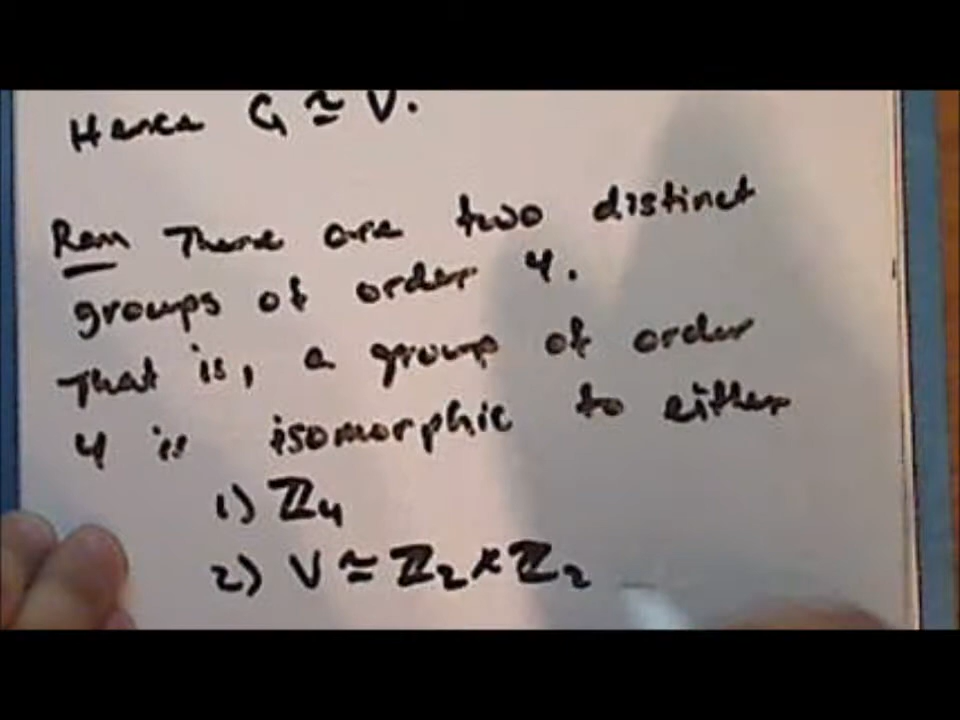 Hence G ≃ V.
Rem There are two distinct
groups of order 4.
That is, a group of order
4 is isomorphic to either
1) ℤ₄
2) V ≃ ℤ₂ × ℤ₂